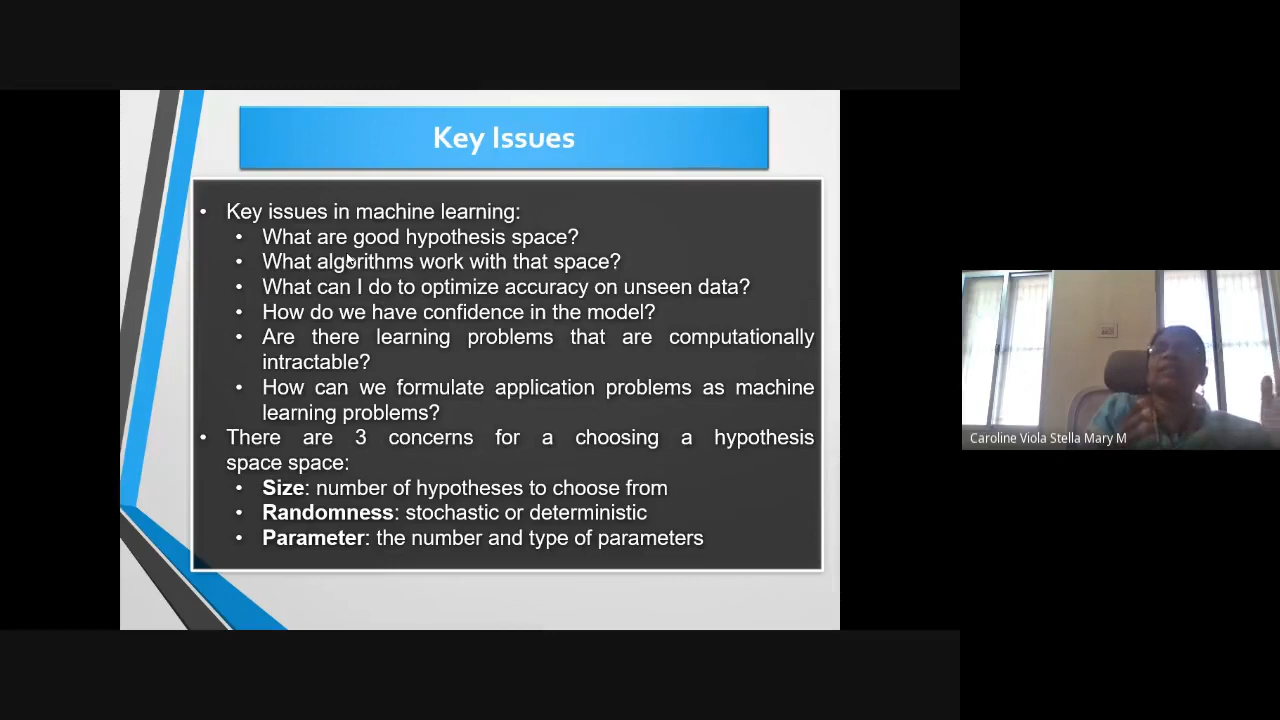 Key Issues
• Key issues in machine learning:
• What are good hypothesis space?
• What algorithms work with that space?
• What can I do to optimize accuracy on unseen data?
• How do we have confidence in the model?
• Are there learning problems that are computationally
intractable?
• How can we formulate application problems as machine
learning problems?
• There are 3 concerns for a choosing a hypothesis
space space:
• Size: number of hypotheses to choose from
• Randomness: stochastic or deterministic
• Parameter: the number and type of parameters
Caroline Viola Stella Mary M